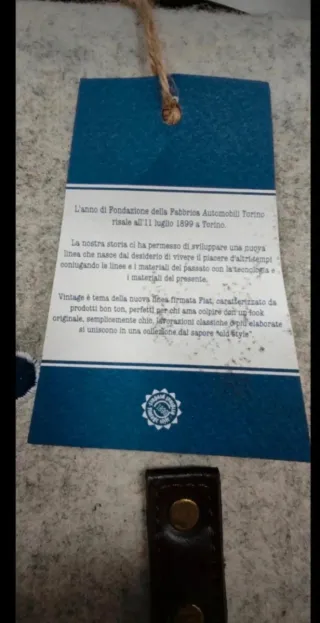 L'anno di Fondazione della Fabbrica Automobili Torino
risale all'11 luglio 1899 a Torino.
La nostra storia ci ha permesso di sviluppare una nuova
linea che nasce dal desiderio di vivere il piacere d'altri tempi
coniugando le linee e i materiali del passato con la tecnologia e
i materiali del presente.
Vintage è tema della nuova linea firmata Fiat, caratterizzato da
prodotti bon ton, perfetti per chi ama colpire con un look
originale, semplicemente chic, lavorazioni classiche o più elaborate
si uniscono in una collezione dal sapore "old style".